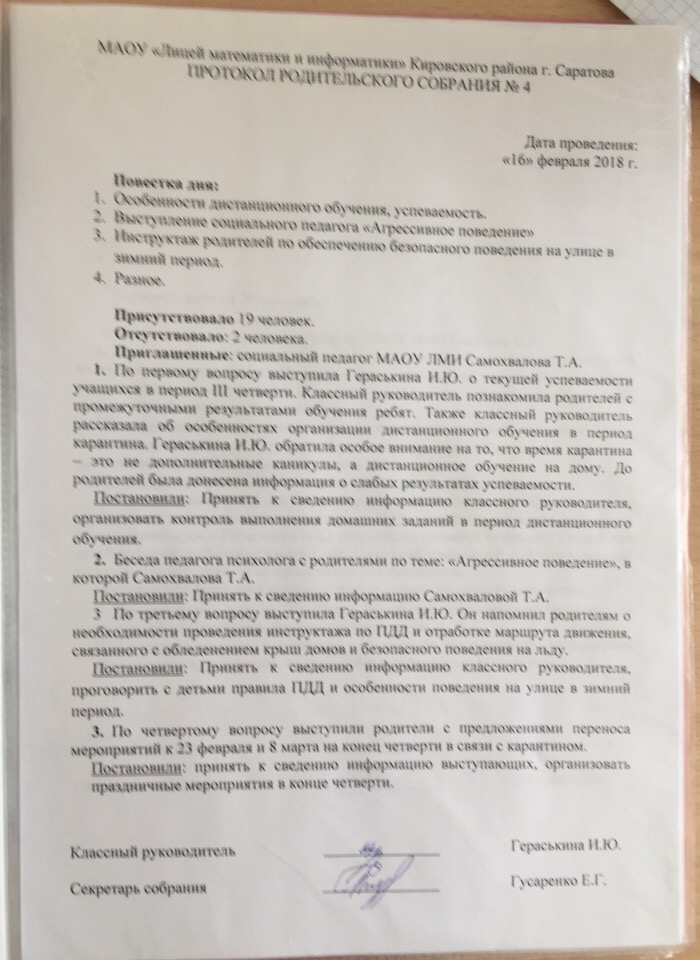 МАОУ «Лицей математики и информатики» Кировского района г. Саратова
ПРОТОКОЛ РОДИТЕЛЬСКОГО СОБРАНИЯ № 4
Дата проведения:
«16» февраля 2018 г.
Повестка дня:
1. Особенности дистанционного обучения, успеваемость.
2. Выступление социального педагога «Агрессивное поведение»
3. Инструктаж родителей по обеспечению безопасного поведения на улице в
зимний период.
4. Разное.
Присутствовало 19 человек.
Отсутствовало: 2 человека.
Приглашенные: социальный педагог МАОУ ЛМИ Самохвалова Т.А.
1. По первому вопросу выступила Гераськина И.Ю. о текущей успеваемости
учащихся в период III четверти. Классный руководитель познакомила родителей с
промежуточными результатами обучения ребят. Также классный руководитель
рассказала об особенностях организации дистанционного обучения в период
карантина. Гераськина И.Ю. обратила особое внимание на то, что время карантина
– это не дополнительные каникулы, а дистанционное обучение на дому. До
родителей была донесена информация о слабых результатах успеваемости.
Постановили: Принять к сведению информацию классного руководителя,
организовать контроль выполнения домашних заданий в период дистанционного
обучения.
2. Беседа педагога психолога с родителями по теме: «Агрессивное поведение», в
которой Самохвалова Т.А.
Постановили: Принять к сведению информацию Самохваловой Т.А.
3 По третьему вопросу выступила Гераськина И.Ю. Он напомнил родителям о
необходимости проведения инструктажа по ПДД и отработке маршрута движения,
связанного с обледенением крыш домов и безопасного поведения на льду.
Постановили: Принять к сведению информацию классного руководителя,
проговорить с детьми правила ПДД и особенности поведения на улице в зимний
период.
3. По четвертому вопросу выступили родители с предложениями переноса
мероприятий к 23 февраля и 8 марта на конец четверти в связи с карантином.
Постановили: принять к сведению информацию выступающих, организовать
праздничные мероприятия в конце четверти.
Классный руководитель Гераськина И.Ю.
Секретарь собрания Гусаренко Е.Г.